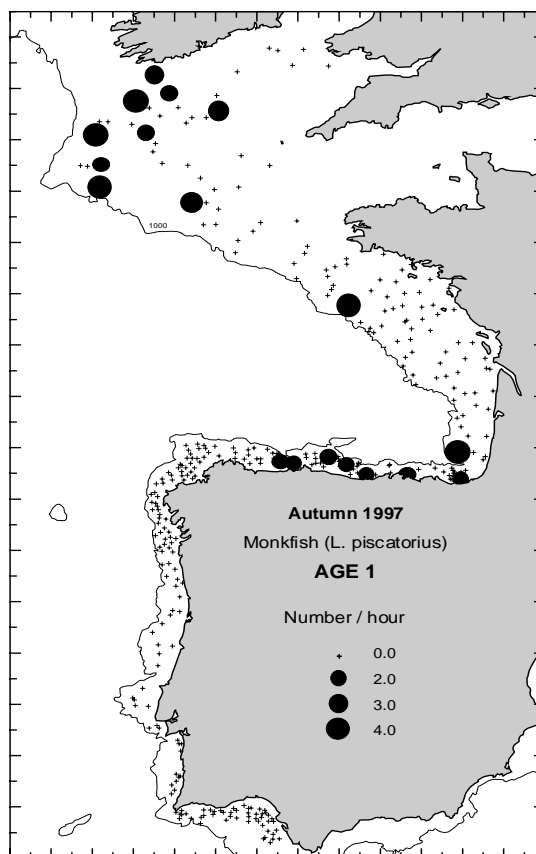 1000
Autumn 1997
Monkfish (L. piscatorius)
AGE 1
Number / hour
0.0
2.0
3.0
4.0